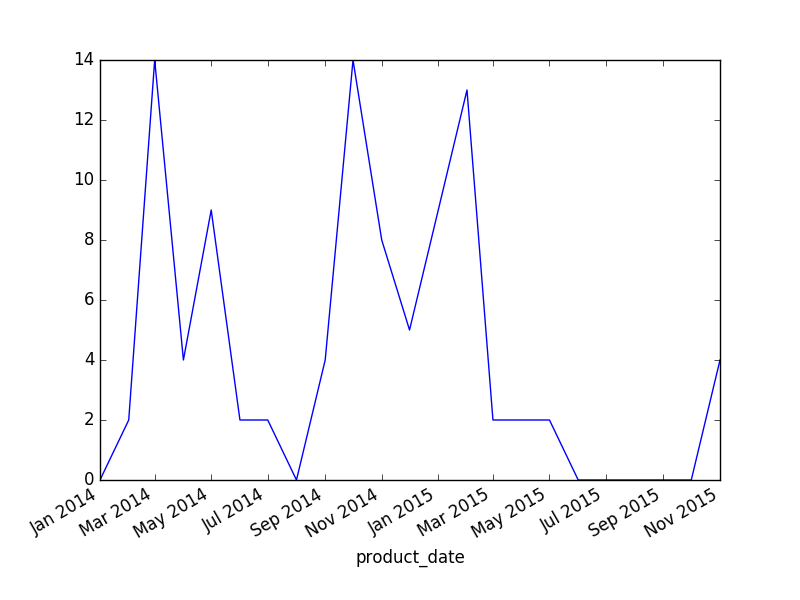 14
12
10
8
6
4
2
0
Jan 2014
Mar 2014
May 2014
Jul 2014
Sep 2014
Nov 2014
Jan 2015
Mar 2015
May 2015
Jul 2015
Sep 2015
Nov 2015
product_date